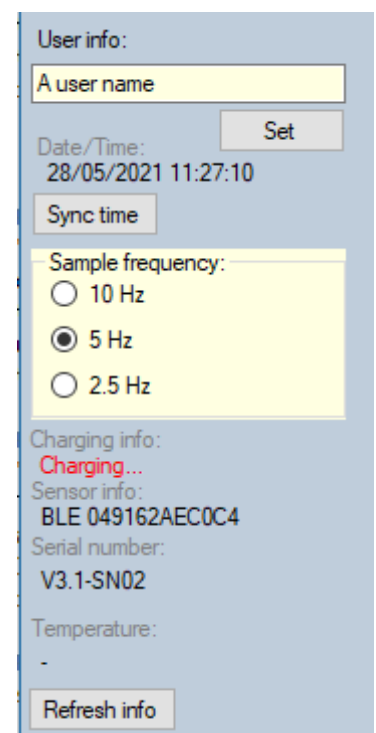 User info:
A user name
Set
Date/Time:
28/05/2021 11:27:10
Sync time
Sample frequency:
10 Hz
5 Hz
2.5 Hz
Charging info:
Charging...
Sensor info:
BLE 049162AEC0C4
Serial number:
V3.1-SN02
Temperature:
-
Refresh info